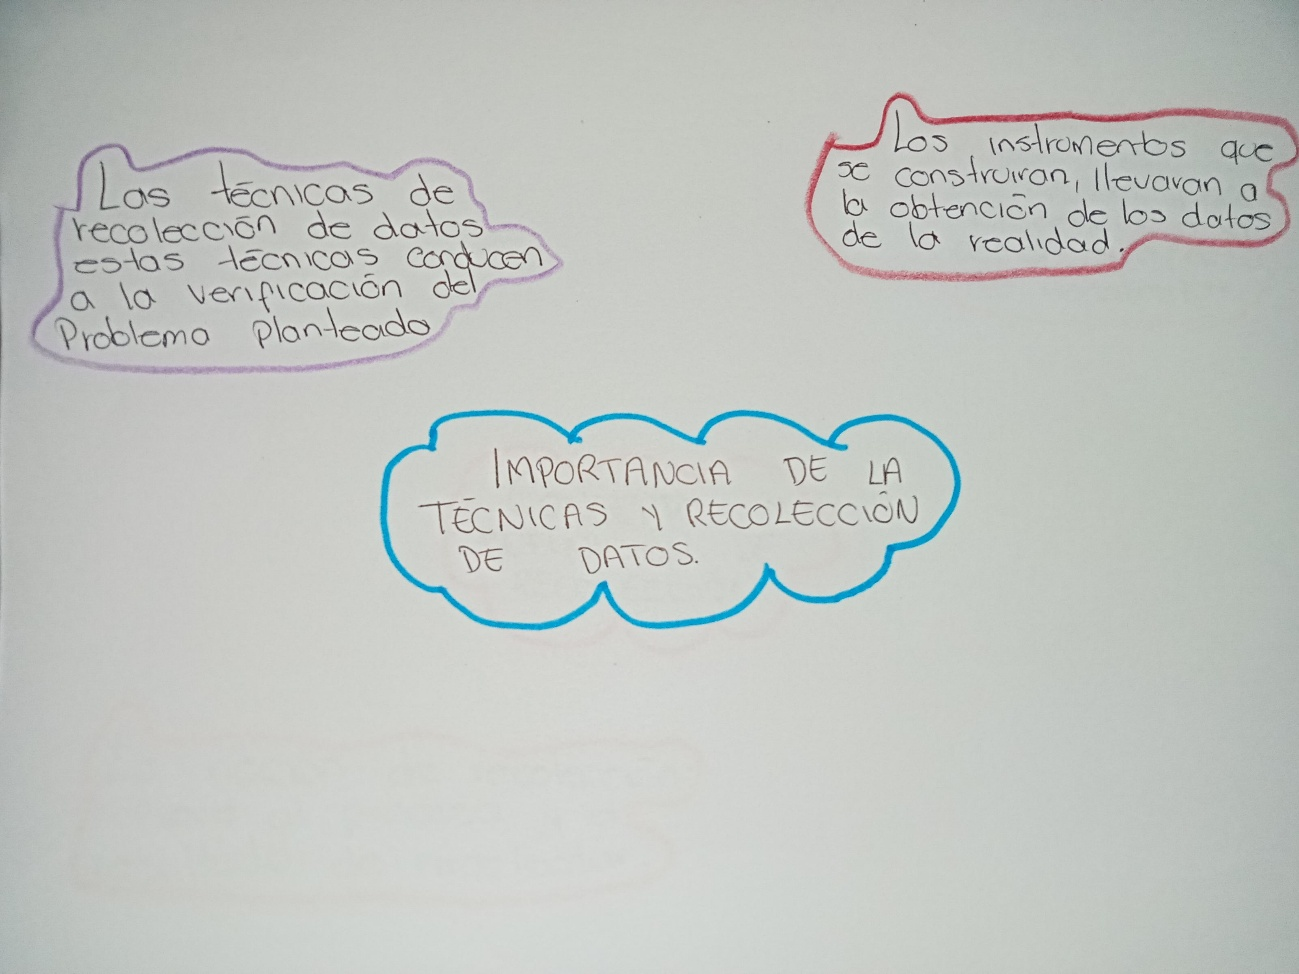 Las técnicas de
recolección de datos
estas técnicas conducen
a la verificación del
Problema planteado
Los instrumentos que
se construiran, llevaran a
la obtención de los datos
de la realidad.
IMPORTANCIA DE LA
TÉCNICAS Y RECOLECCIÓN
DE DATOS.